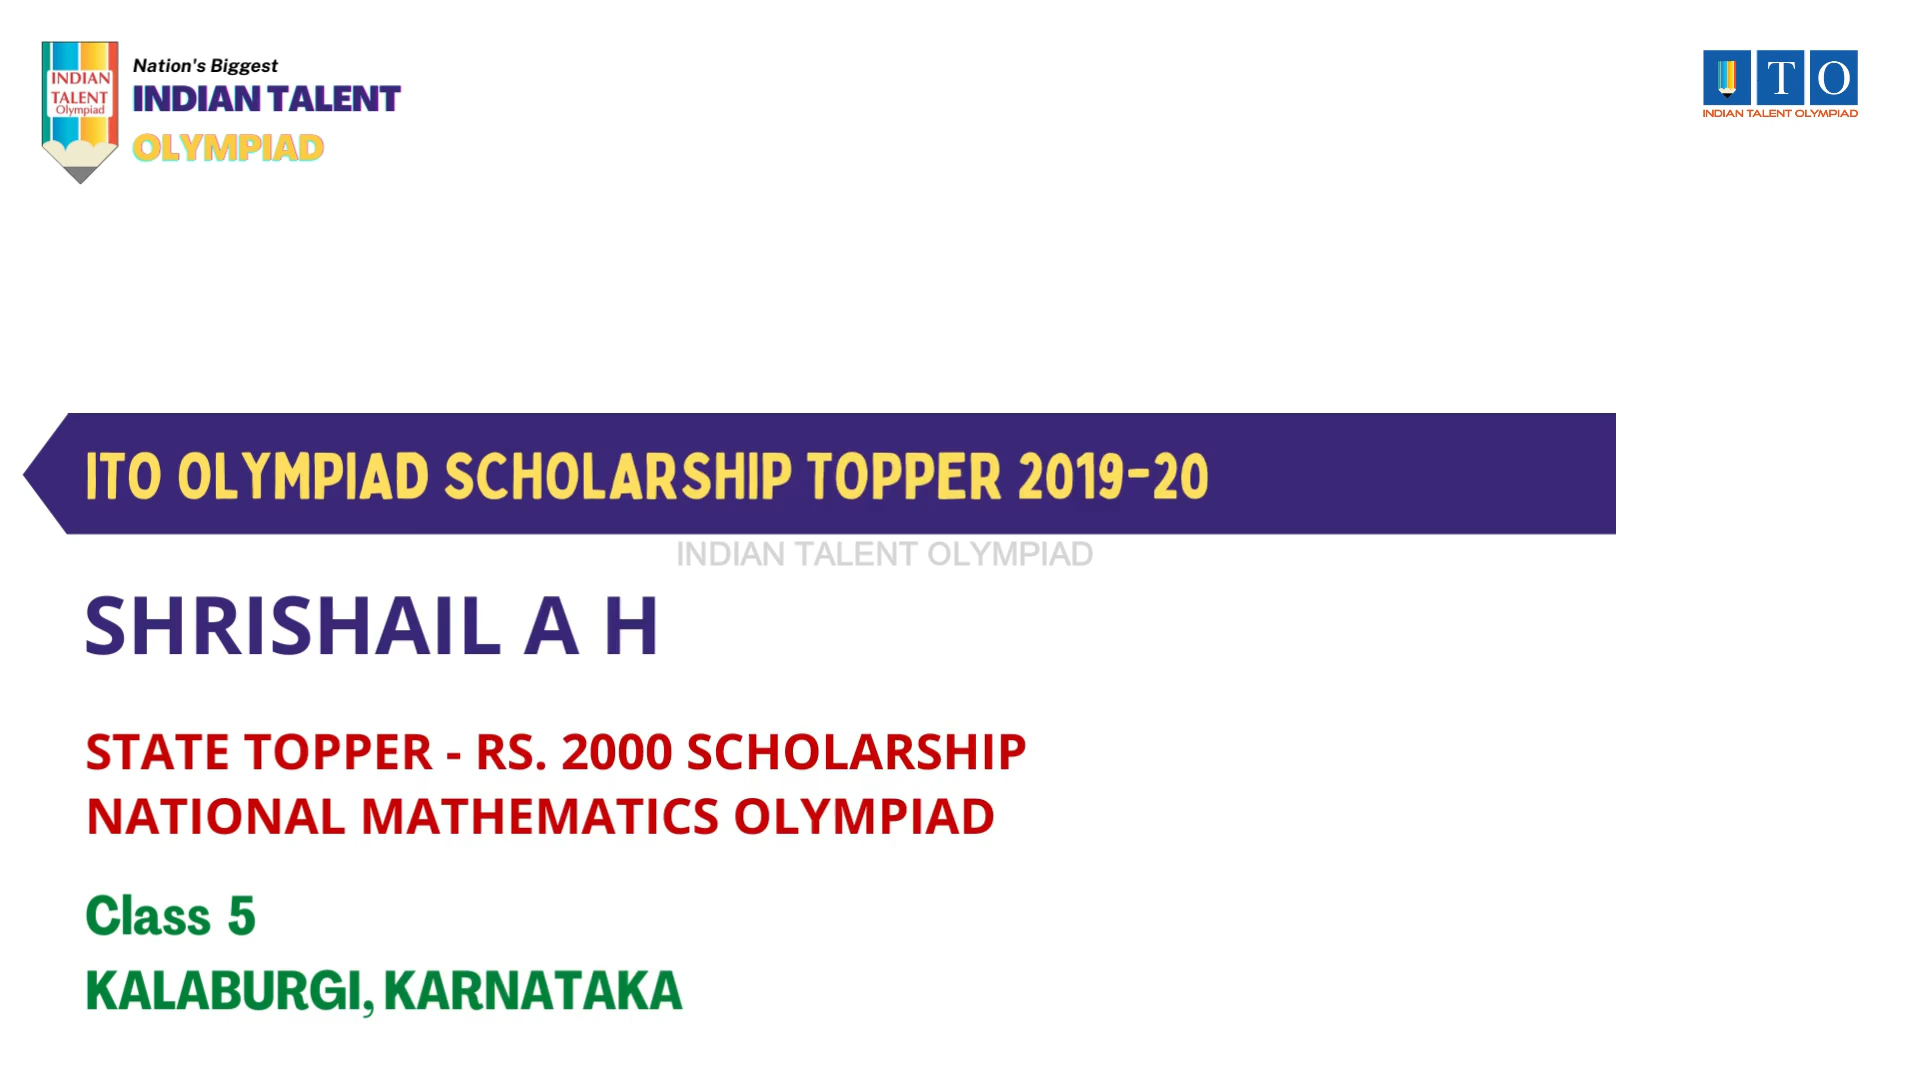 INDIAN
TALENT
Olympiad
Nation's Biggest
INDIAN TALENT
OLYMPIAD
TO
INDIAN TALENT OLYMPIAD
ITO OLYMPIAD SCHOLARSHIP TOPPER 2019-20
INDIAN TALENT OLYMPIAD
SHRISHAIL A H
STATE TOPPER - RS. 2000 SCHOLARSHIP
NATIONAL MATHEMATICS OLYMPIAD
Class 5
KALABURGI, KARNATAKA